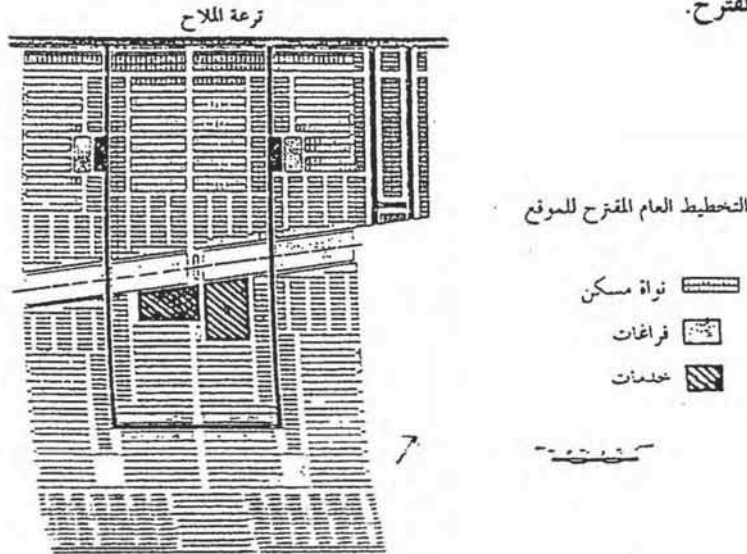 المقترح.
ترعة الملاح
التخطيط العام المقترح للموقع
نواة مسكن
فراغات
خدمات